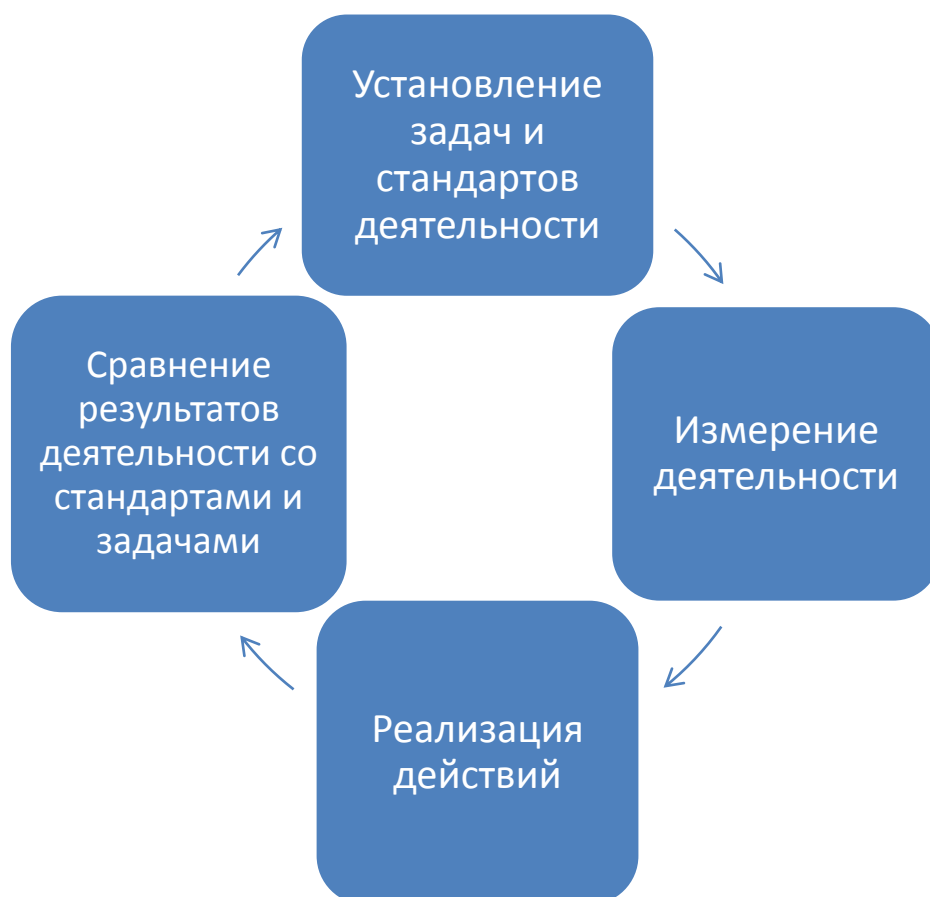 Установление
задач и
стандартов
деятельности
Измерение
деятельности
Реализация
действий
Сравнение
результатов
деятельности со
стандартами и
задачами